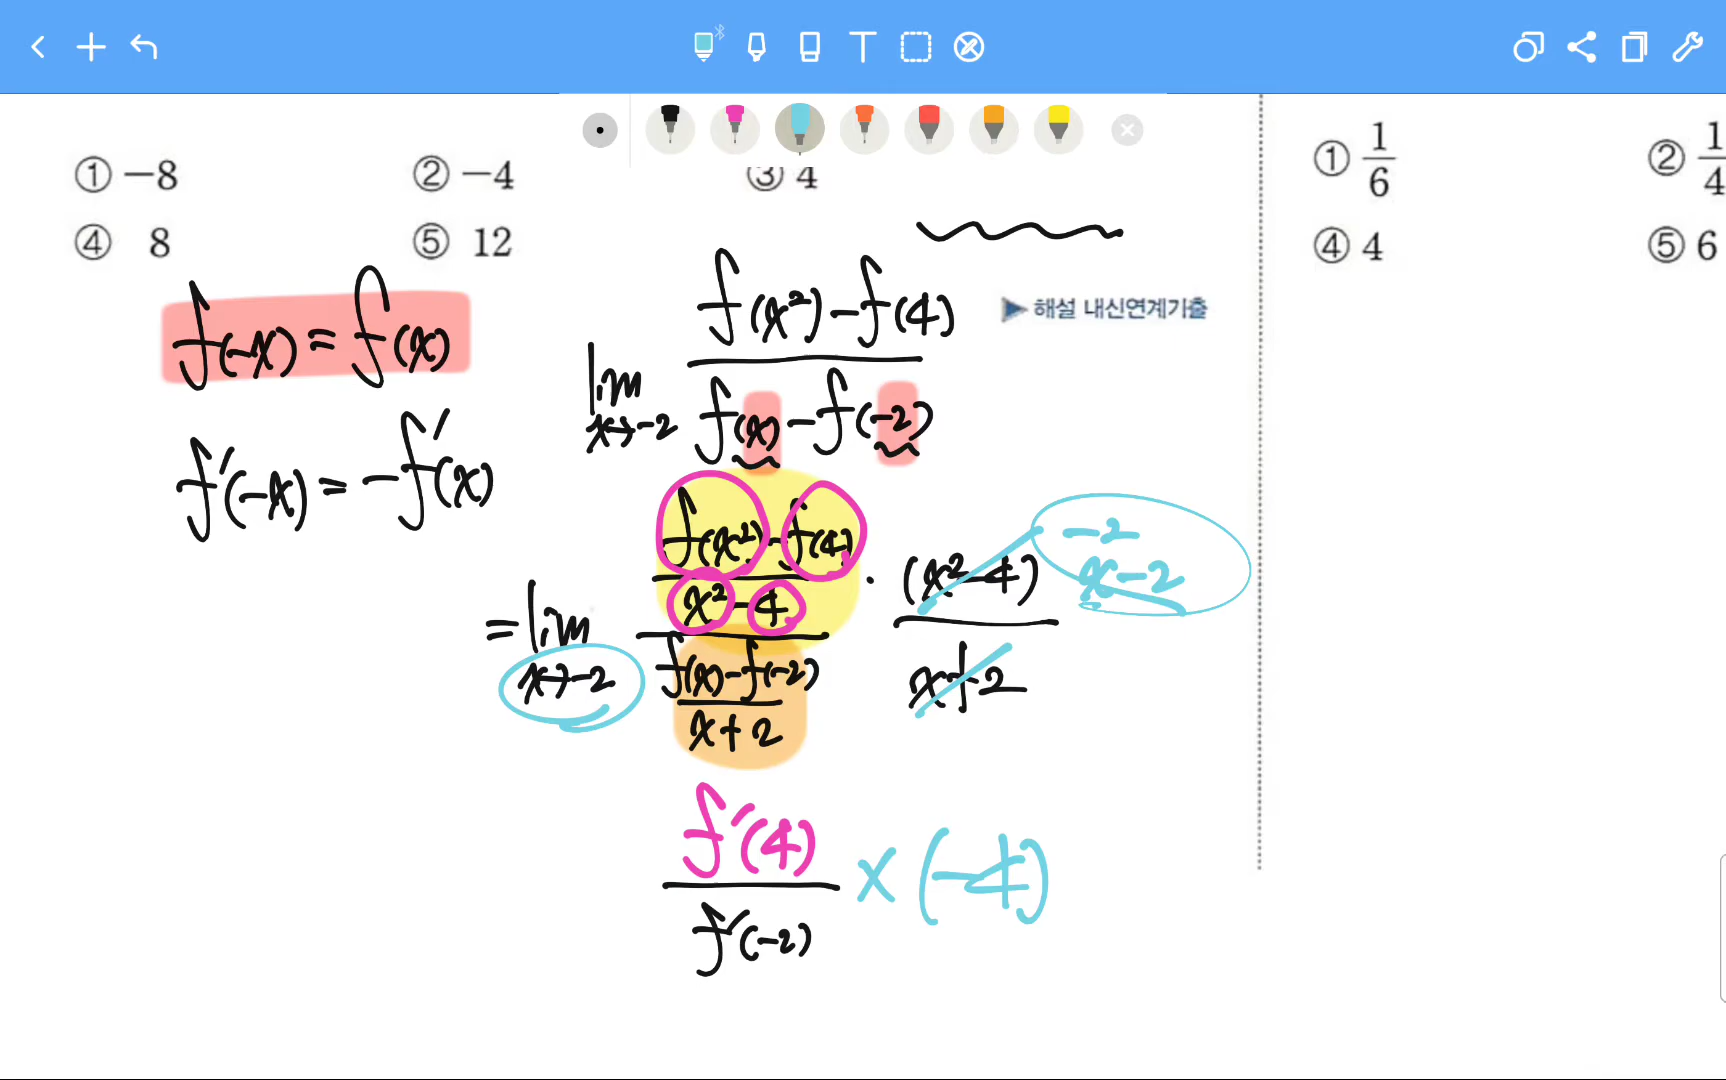 ① −8 ② −4 ③ 4
④ 8 ⑤ 12
① 1/6 ② 1/4
④ 4 ⑤ 6
▶ 해설 내신연계기출
f(-x) = f(x)
f'(-x) = -f'(x)
lim x→-2 (f(x²) - f(4)) / (f(x) - f(-2))
= lim x→-2 ((f(x²) - f(4)) / (x² - 4)) / ((f(x) - f(-2)) / (x + 2)) · (x² - 4) / (x + 2)
-2
x-2
f'(4) / f'(-2) × (-4)